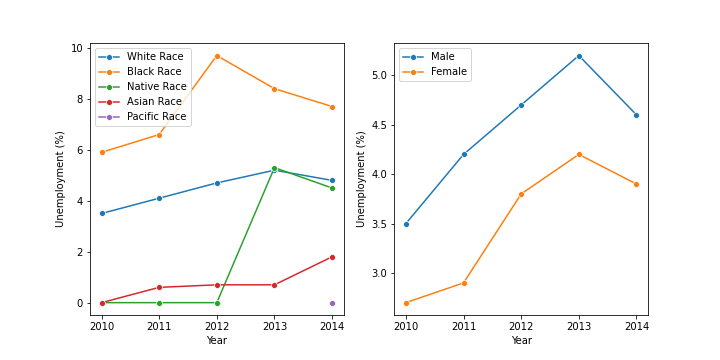 White Race
Black Race
Native Race
Asian Race
Pacific Race
10
8
6
4
2
0
Unemployment (%)
2010 2011 2012 2013 2014
Year
Male
Female
5.0
4.5
4.0
3.5
3.0
Unemployment (%)
2010 2011 2012 2013 2014
Year